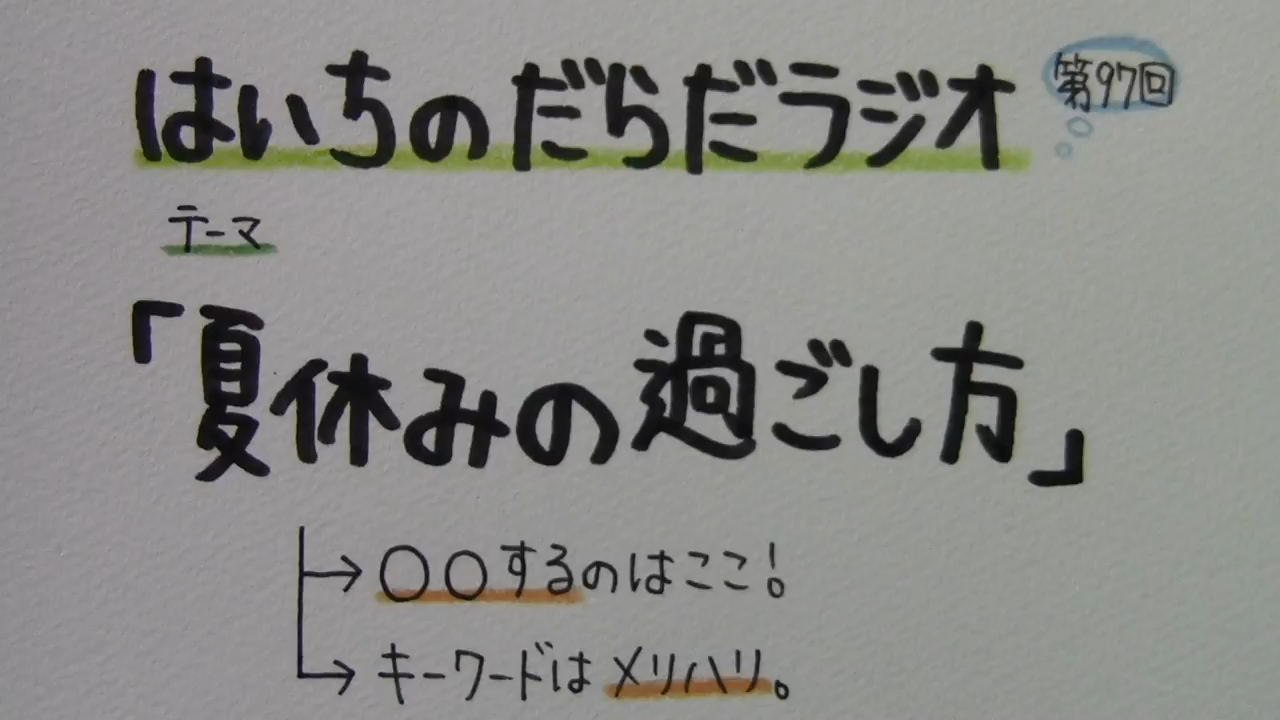 はいちのだらだラジオ 第97回
テーマ
「夏休みの過ごし方」
→〇〇するのはここ!
→キーワードはメリハリ。